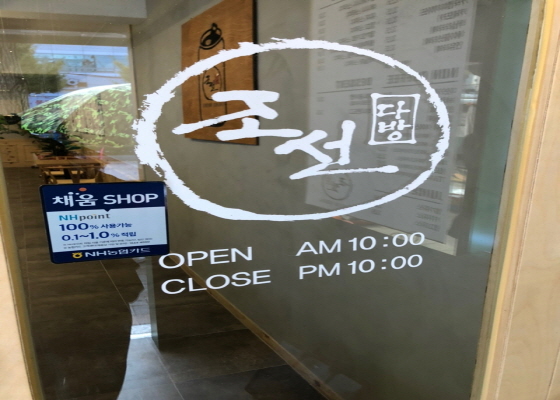 조선
다방
채움 SHOP
NHpoint
100% 사용가능
0.1~1.0% 적립
NH농협카드
OPEN AM 10:00
CLOSE PM 10:00